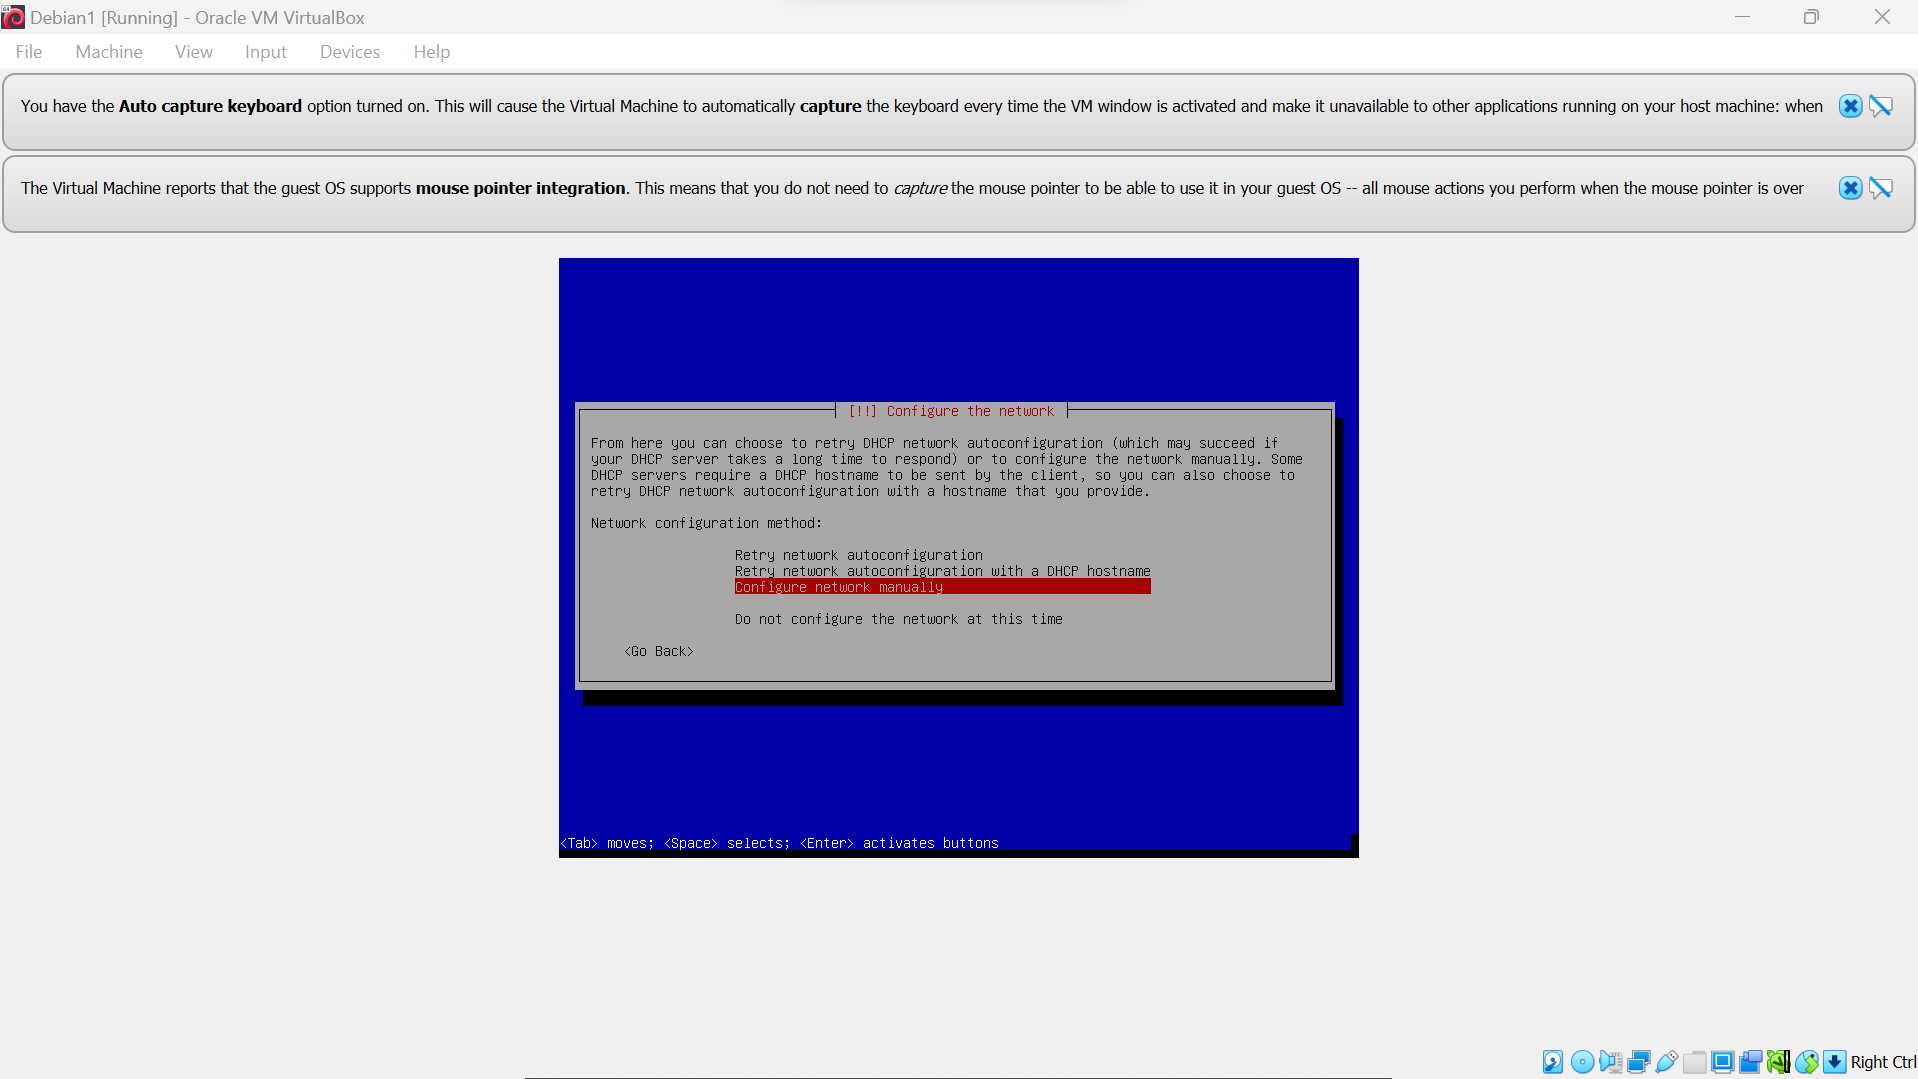 Debian1 [Running] - Oracle VM VirtualBox
File Machine View Input Devices Help
You have the Auto capture keyboard option turned on. This will cause the Virtual Machine to automatically capture the keyboard every time the VM window is activated and make it unavailable to other applications running on your host machine: when
The Virtual Machine reports that the guest OS supports mouse pointer integration. This means that you do not need to capture the mouse pointer to be able to use it in your guest OS -- all mouse actions you perform when the mouse pointer is over
[!!] Configure the network
From here you can choose to retry DHCP network autoconfiguration (which may succeed if
your DHCP server takes a long time to respond) or to configure the network manually. Some
DHCP servers require a DHCP hostname to be sent by the client, so you can also choose to
retry DHCP network autoconfiguration with a hostname that you provide.
Network configuration method:
Retry network autoconfiguration
Retry network autoconfiguration with a DHCP hostname
Configure network manually
Do not configure the network at this time
<Go Back>
<Tab> moves; <Space> selects; <Enter> activates buttons
Right Ctrl